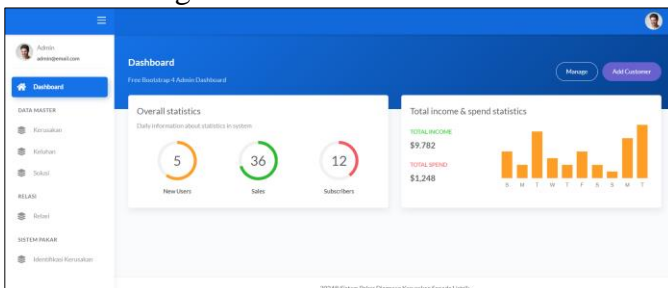 Admin
admin@email.com
Dashboard
DATA MASTER
Kerusakan
Keluhan
Solusi
RELASI
Relasi
SISTEM PAKAR
Identifikasi Kerusakan
Dashboard
Free Bootstrap 4 Admin Dashboard
Manage
Add Customer
Overall statistics
Daily information about statistics in system
5
New Users
36
Sales
12
Subscribers
Total income & spend statistics
TOTAL INCOME
$9.782
TOTAL SPEND
$1,248
S M T W T F S S M T